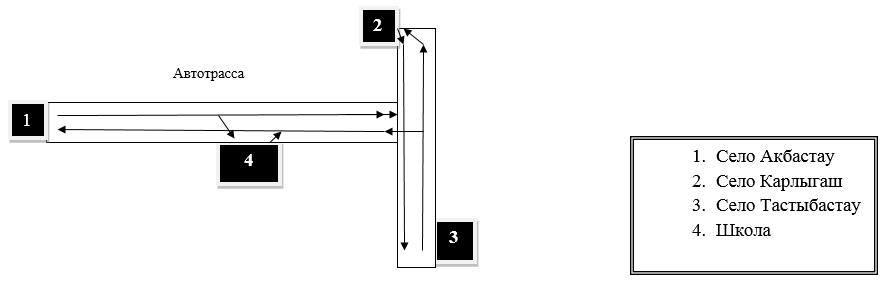 2
Автотрасса
1
4
3
1. Село Акбастау
2. Село Карлыгаш
3. Село Тастыбастау
4. Школа